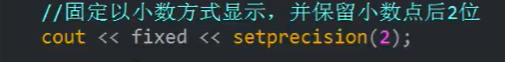 //固定以小数方式显示，并保留小数点后2位
cout << fixed << setprecision(2);